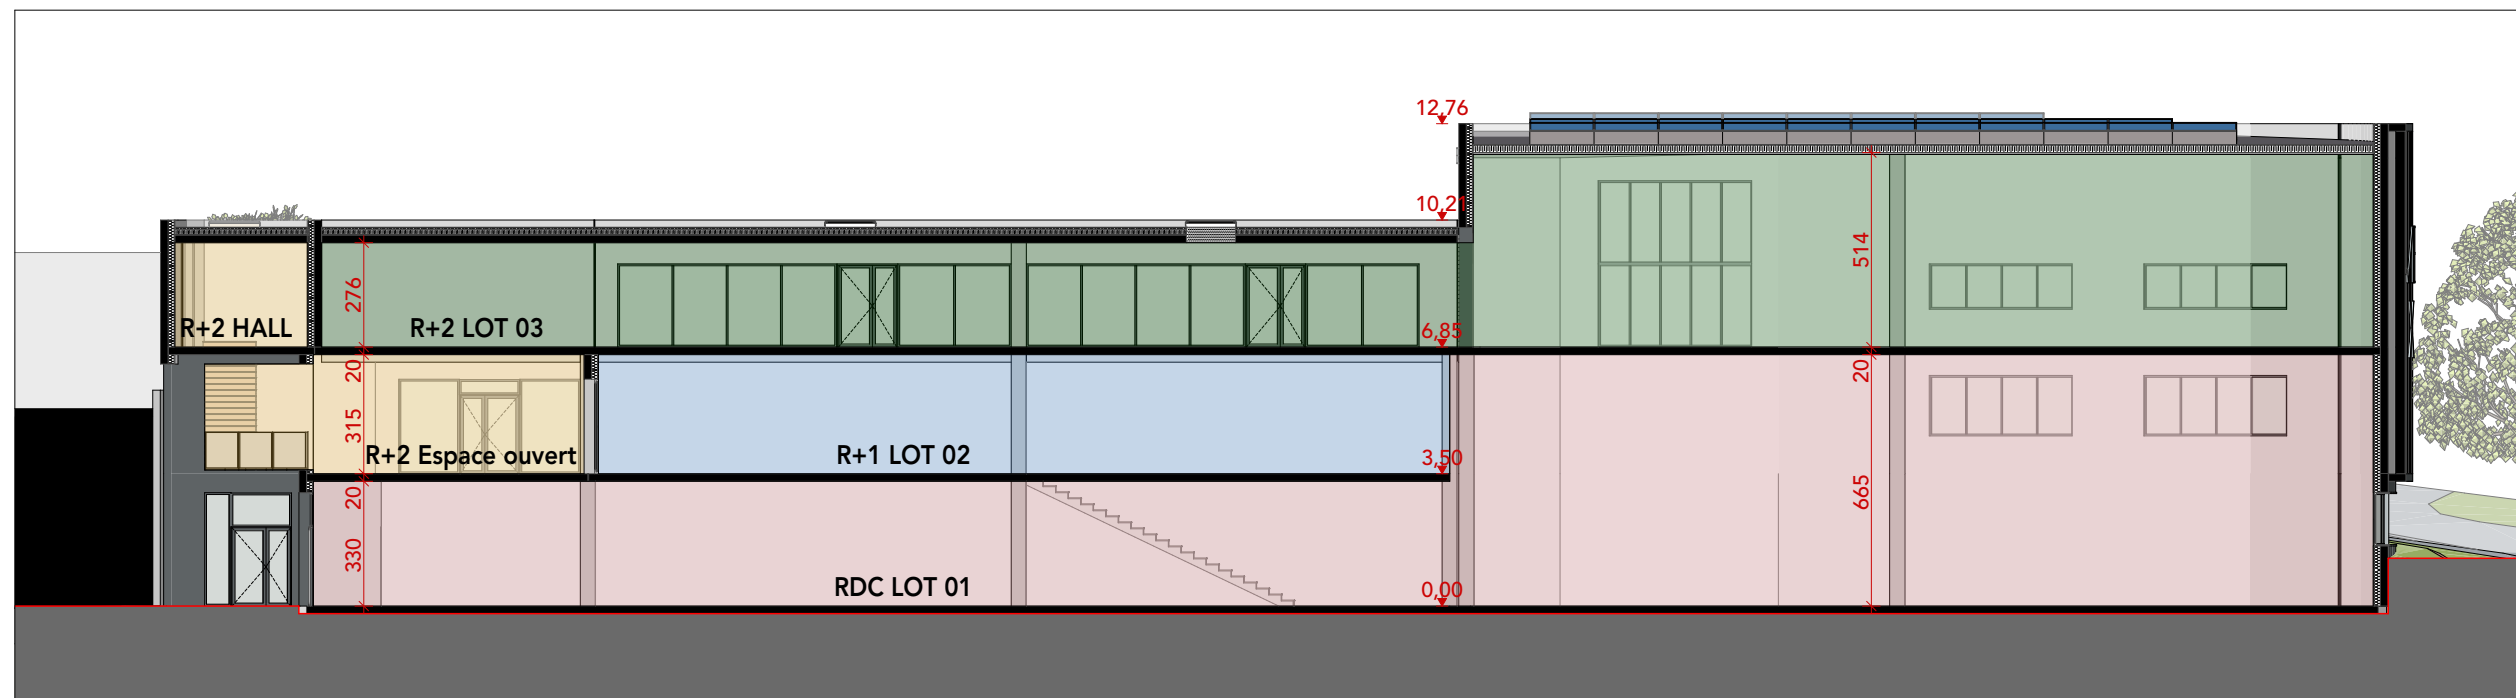 12,76
10,21
514
276
R+2 HALL
R+2 LOT 03
6,85
20
20
315
R+2 Espace ouvert
R+1 LOT 02
3,50
20
665
330
RDC LOT 01
0,00